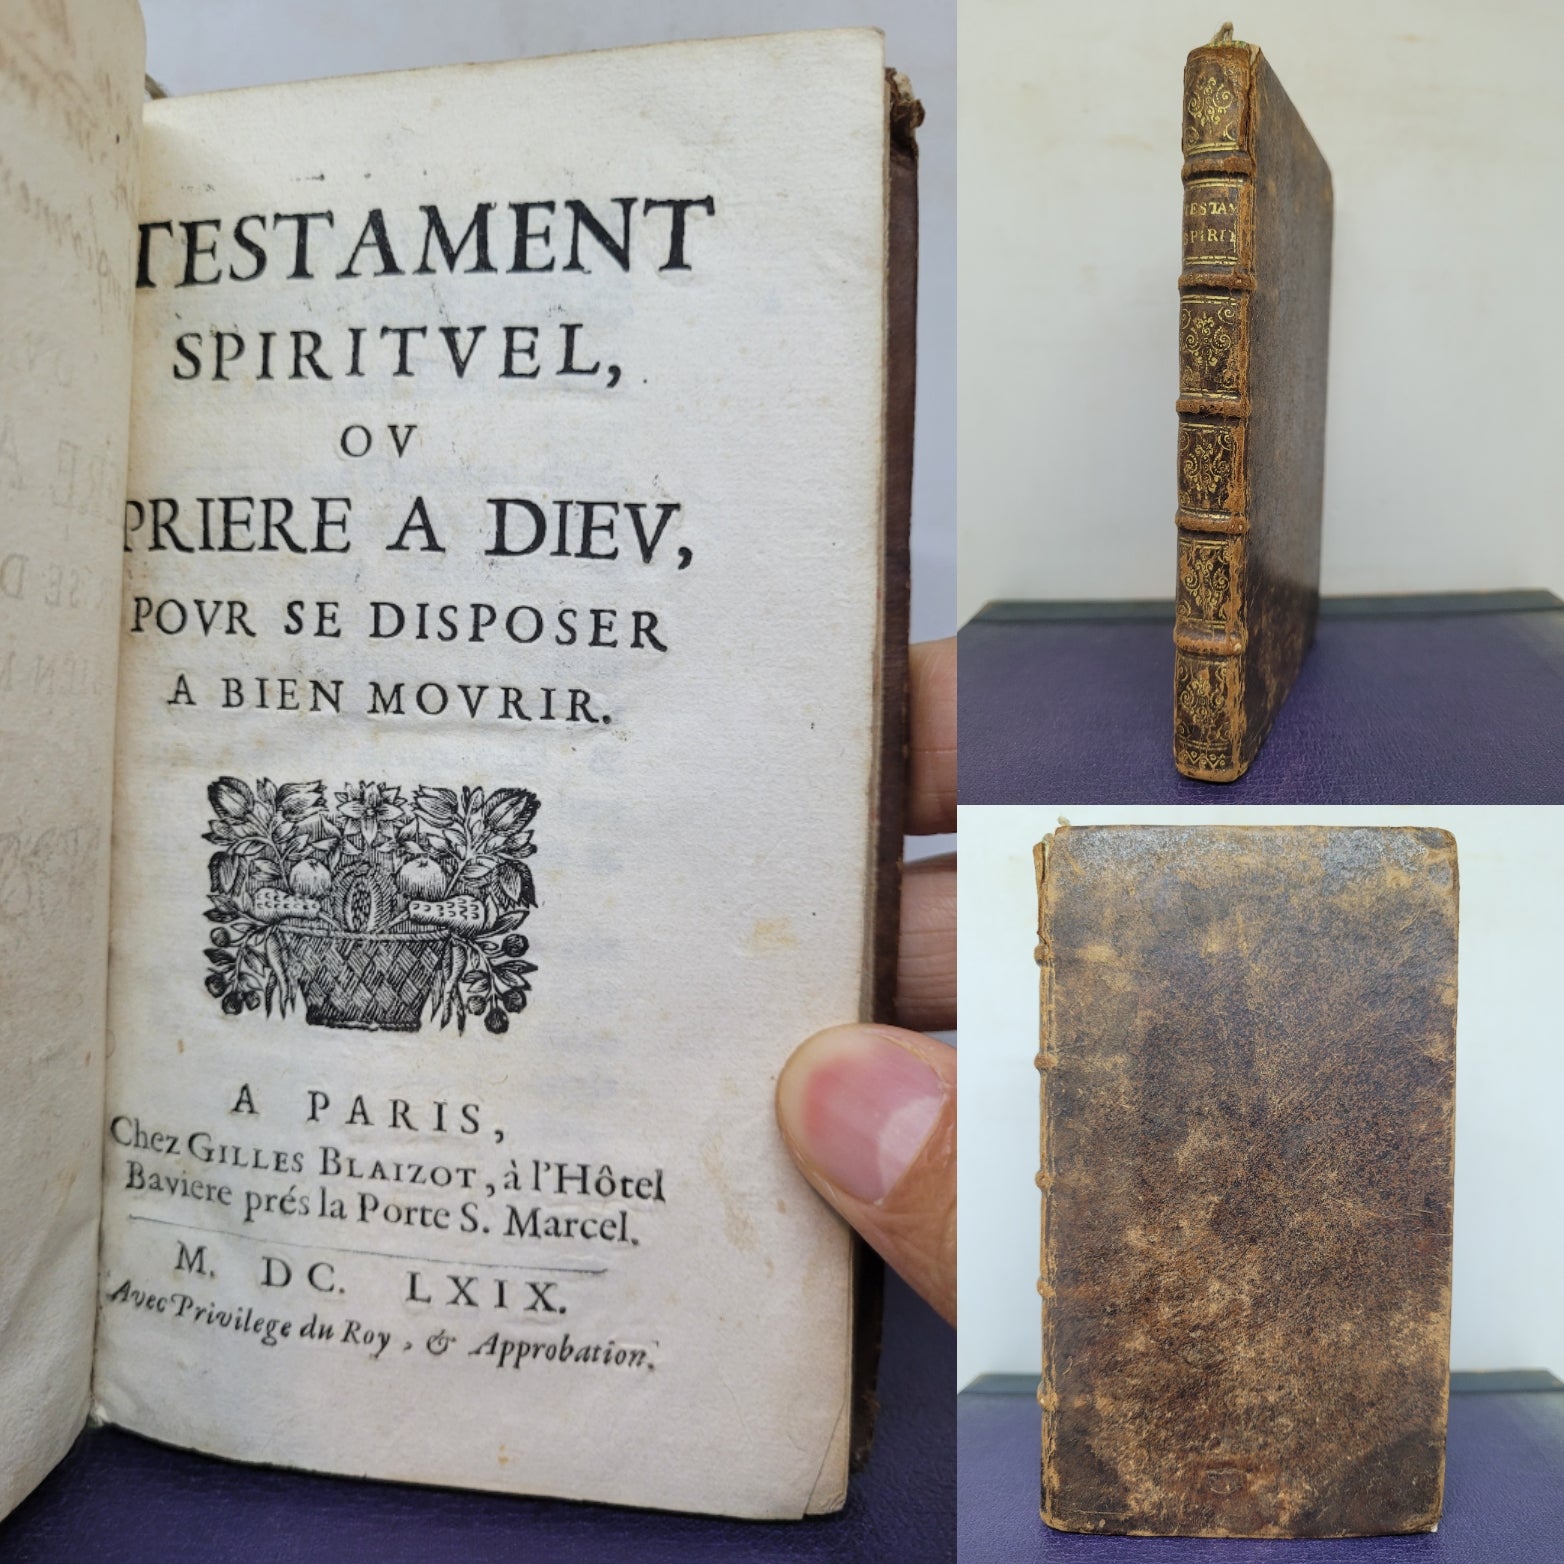 TESTAMENT
SPIRITVEL,
OV
PRIERE A DIEV,
POVR SE DISPOSER
A BIEN MOVRIR.
A PARIS,
Chez GILLES BLAIZOT, à l'Hôtel
Baviere prés la Porte S. Marcel.
M. DC. LXIX.
Avec Privilege du Roy, & Approbation.
TESTAM
SPIRIT